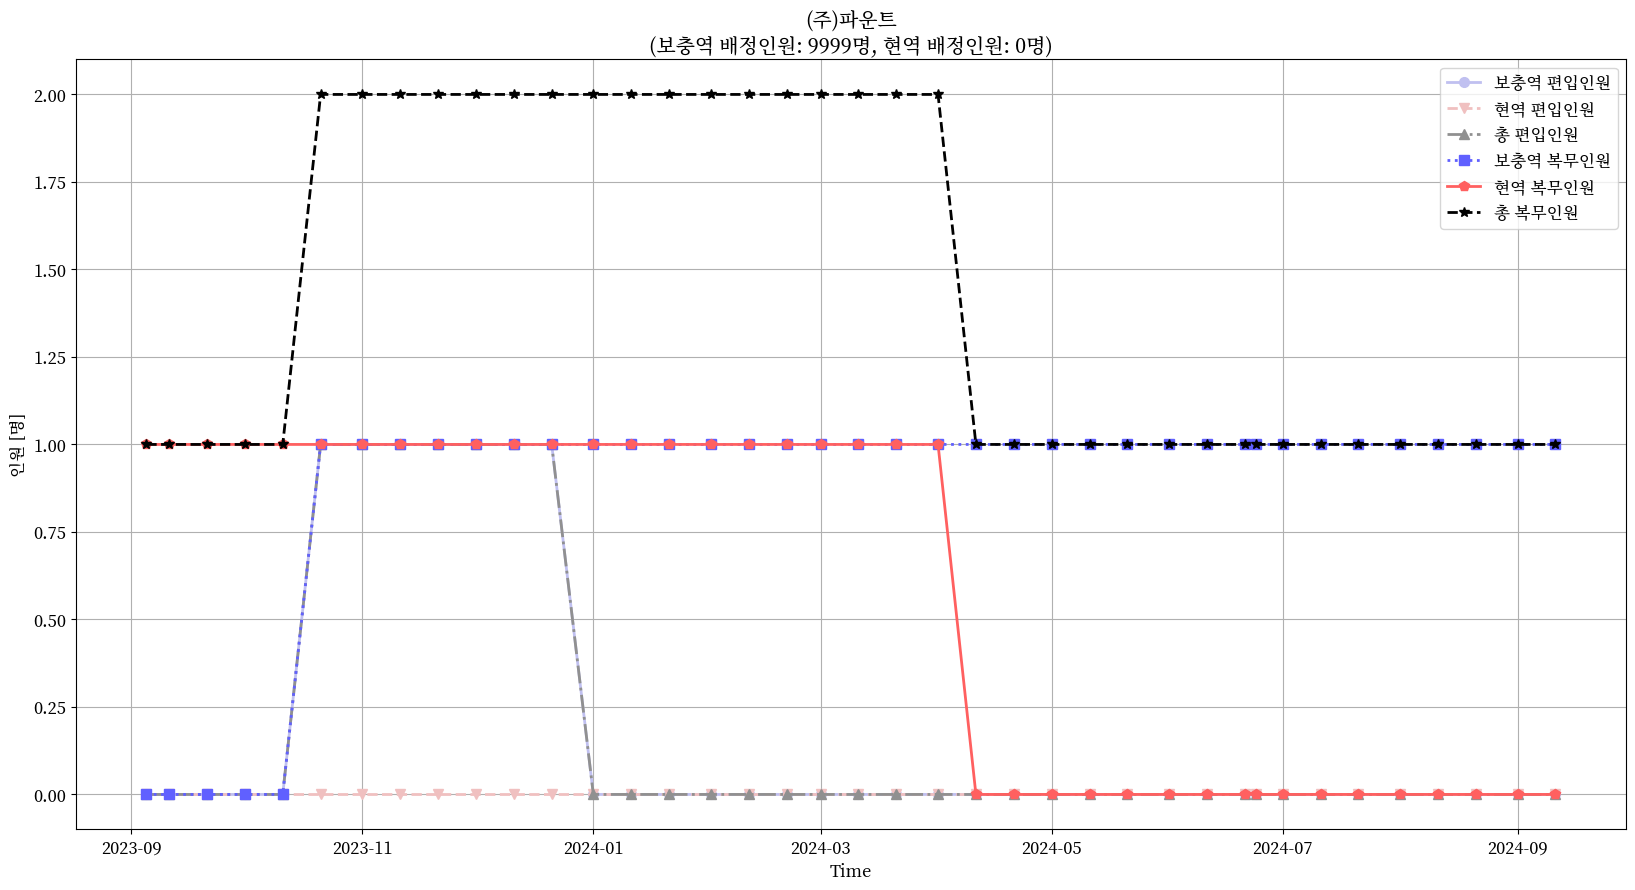 (주)파운트
(보충역 배정인원: 9999명, 현역 배정인원: 0명)
보충역 편입인원
현역 편입인원
총 편입인원
보충역 복무인원
현역 복무인원
총 복무인원
2.00
1.75
1.50
1.25
1.00
0.75
0.50
0.25
0.00
인원 [명]
2023-09 2023-11 2024-01 2024-03 2024-05 2024-07 2024-09
Time